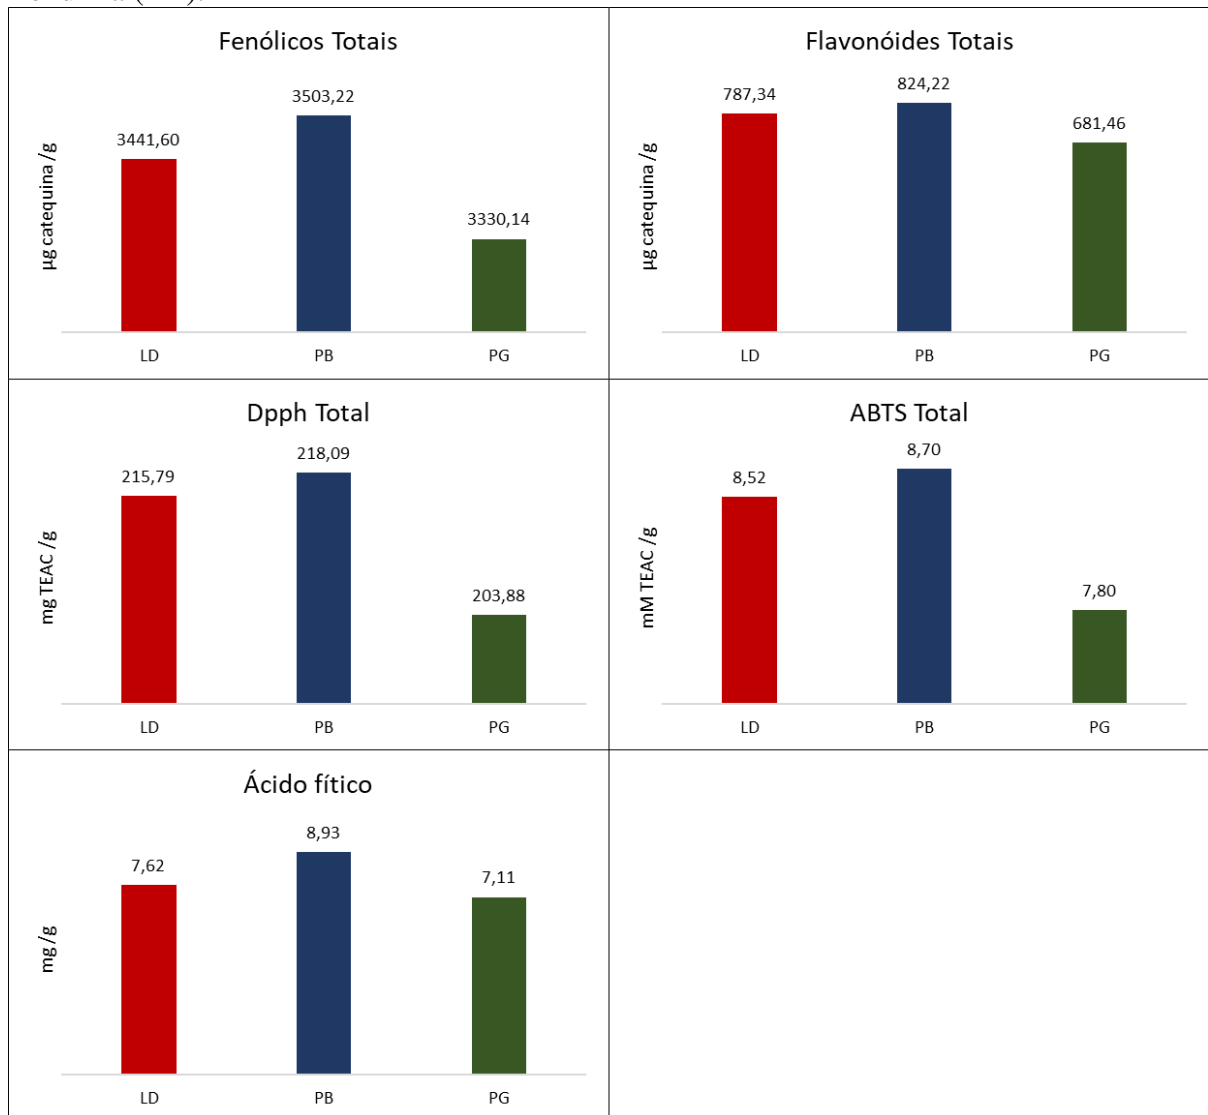 Fenólicos Totais
3503,22
3441,60
3330,14
µg catequina /g
LD PB PG
Flavonóides Totais
824,22
787,34
681,46
µg catequina /g
LD PB PG
Dpph Total
218,09
215,79
203,88
mg TEAC /g
LD PB PG
ABTS Total
8,70
8,52
7,80
mM TEAC /g
LD PB PG
Ácido fítico
8,93
7,62
7,11
mg /g
LD PB PG